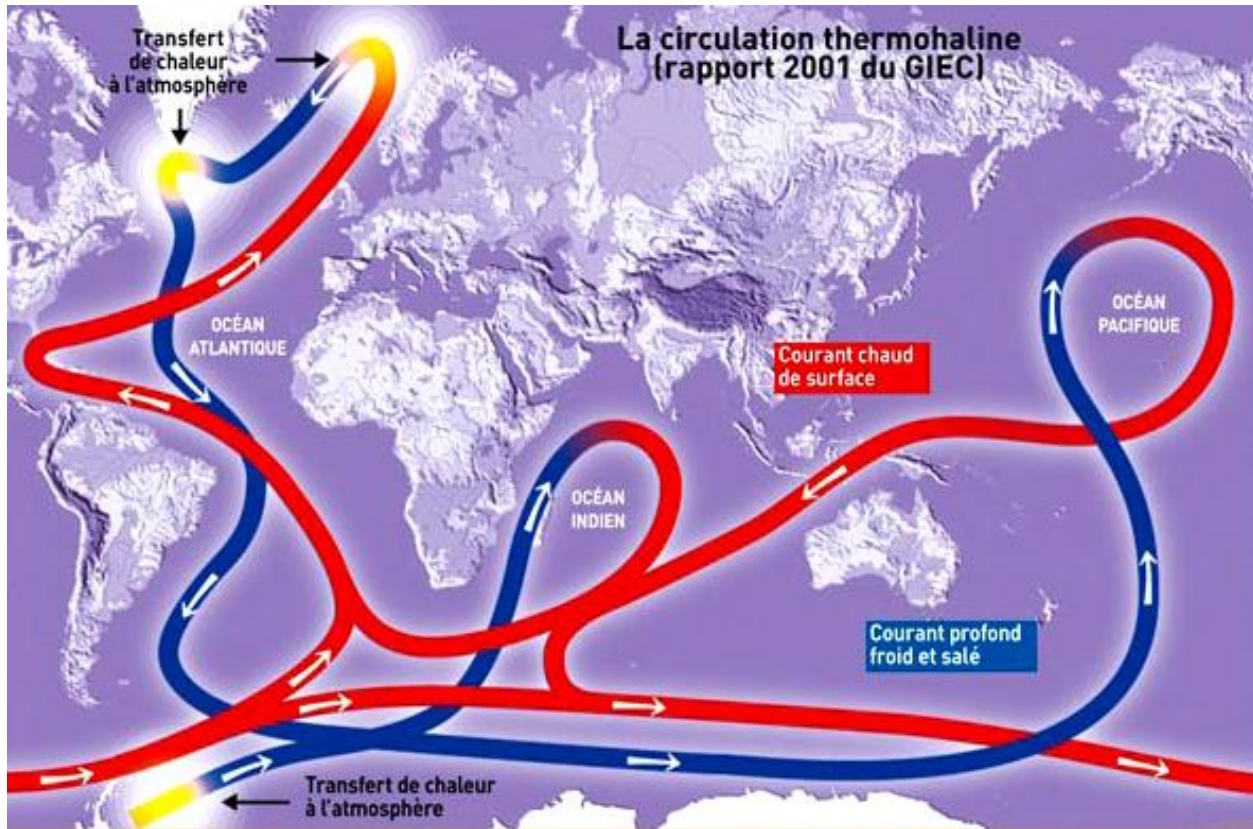 La circulation thermohaline
(rapport 2001 du GIEC)
Transfert
de chaleur
à l'atmosphère
OCÉAN
ATLANTIQUE
OCÉAN
PACIFIQUE
Courant chaud
de surface
OCÉAN
INDIEN
Courant profond
froid et salé
Transfert de chaleur
à l'atmosphère